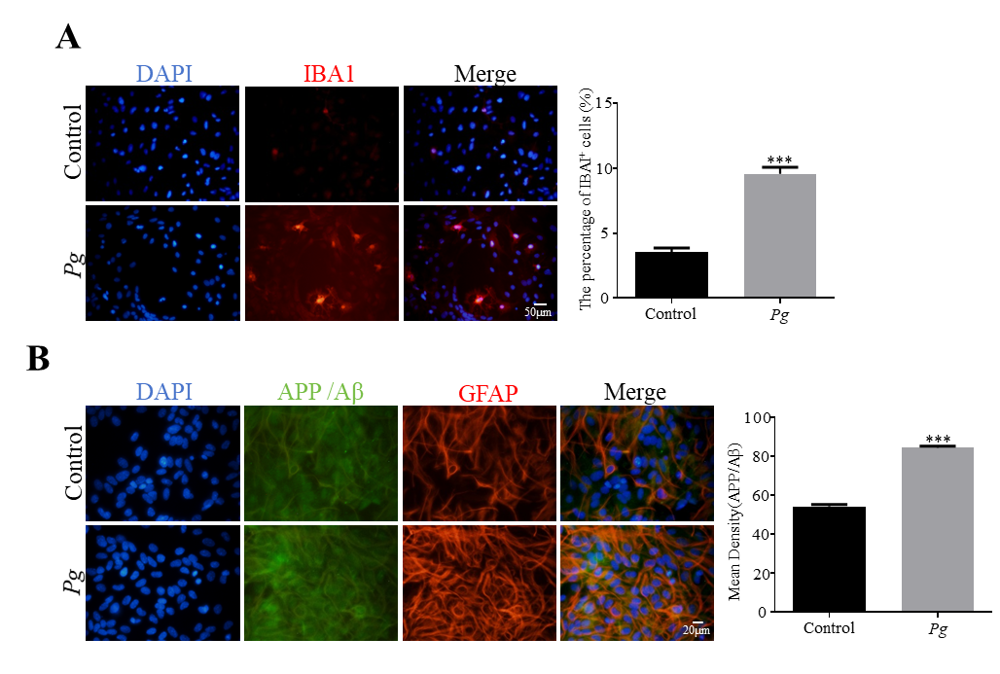 A
DAPI IBA1 Merge
Control
Pg
50μm
The percentage of IBAI⁺ cells (%)
15
10
5
0
***
Control Pg
B
DAPI APP /Aβ GFAP Merge
Control
Pg
20μm
Mean Density(APP/Aβ)
100
80
60
40
20
0
***
Control Pg